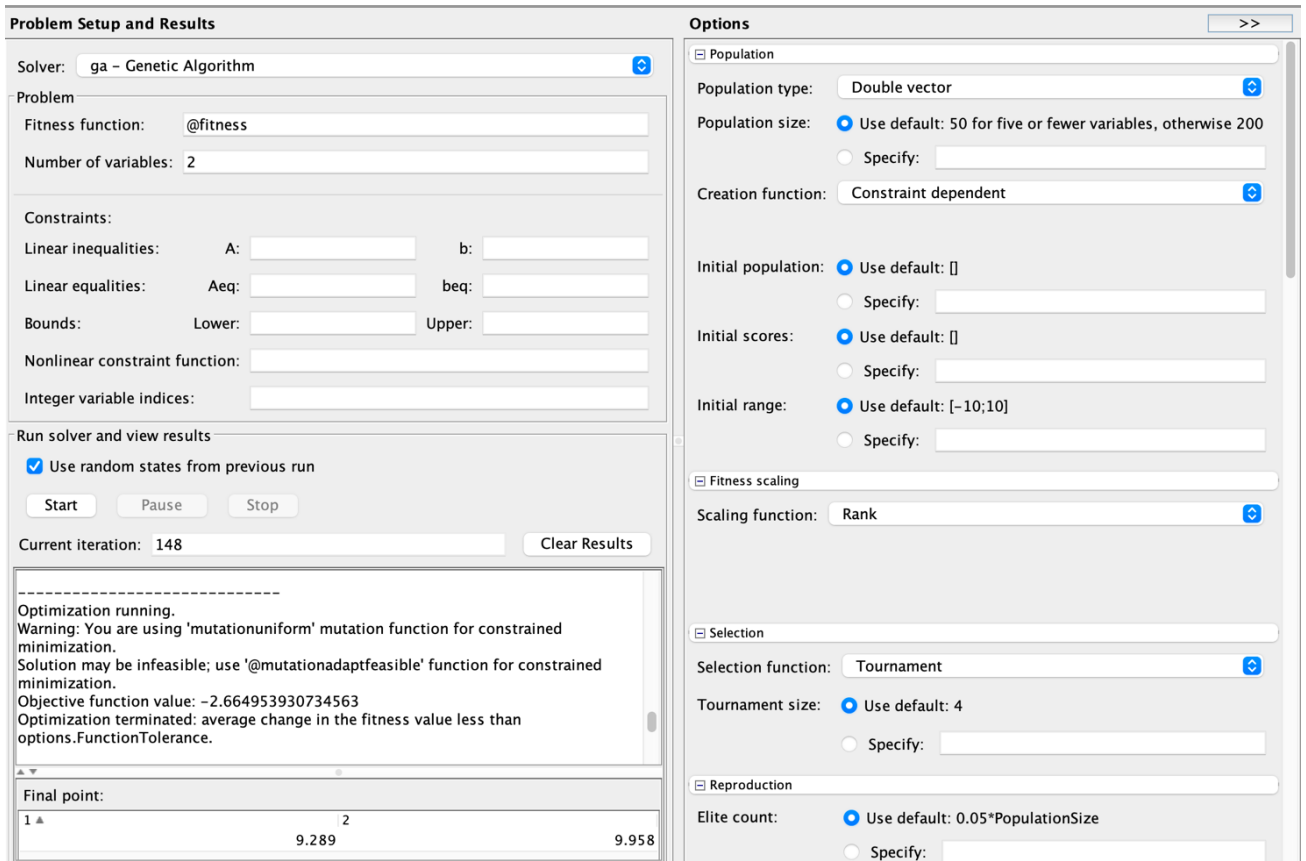 Problem Setup and Results
Solver: ga - Genetic Algorithm
Problem
Fitness function: @fitness
Number of variables: 2
Constraints:
Linear inequalities: A: b:
Linear equalities: Aeq: beq:
Bounds: Lower: Upper:
Nonlinear constraint function:
Integer variable indices:
Run solver and view results
Use random states from previous run
Start Pause Stop
Current iteration: 148 Clear Results
------------------------------
Optimization running.
Warning: You are using 'mutationuniform' mutation function for constrained
minimization.
Solution may be infeasible; use '@mutationadaptfeasible' function for constrained
minimization.
Objective function value: -2.664953930734563
Optimization terminated: average change in the fitness value less than
options.FunctionTolerance.
Final point:
1 2
9.289 9.958
Options >>
Population
Population type: Double vector
Population size: Use default: 50 for five or fewer variables, otherwise 200
Specify:
Creation function: Constraint dependent
Initial population: Use default: []
Specify:
Initial scores: Use default: []
Specify:
Initial range: Use default: [-10;10]
Specify:
Fitness scaling
Scaling function: Rank
Selection
Selection function: Tournament
Tournament size: Use default: 4
Specify:
Reproduction
Elite count: Use default: 0.05*PopulationSize
Specify: